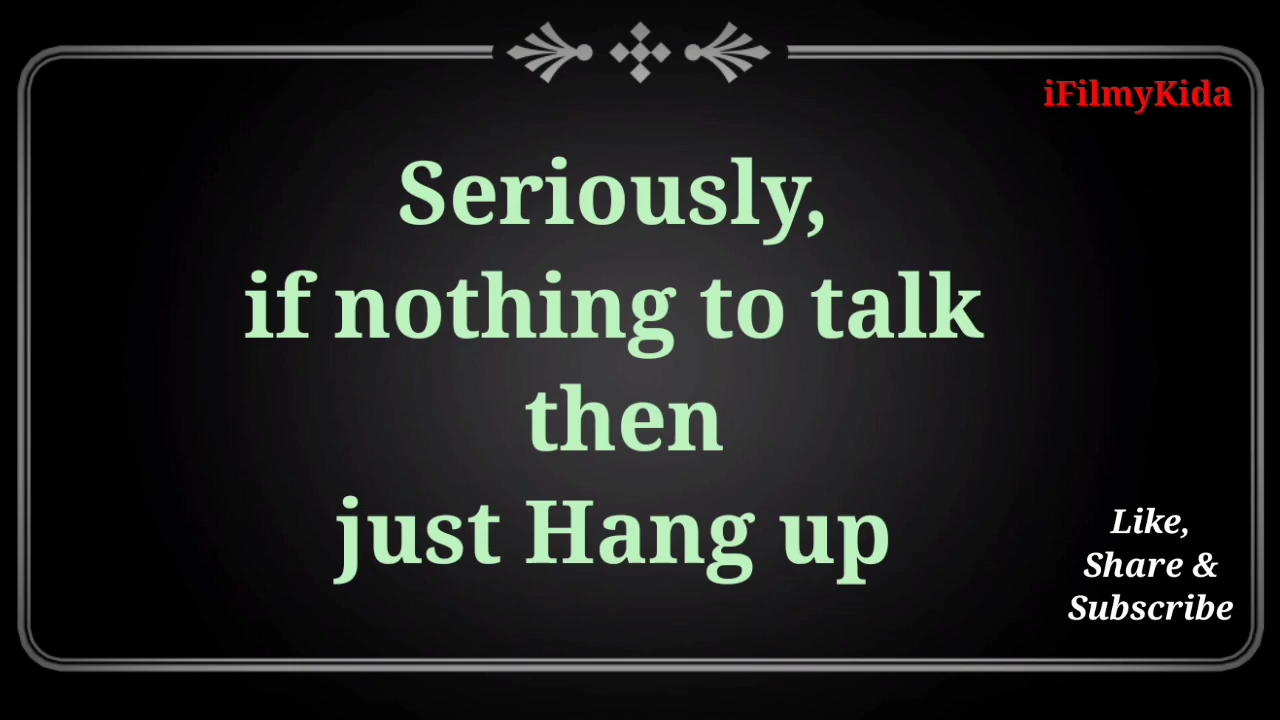 iFilmyKida
Seriously,
if nothing to talk
then
just Hang up
Like,
Share &
Subscribe